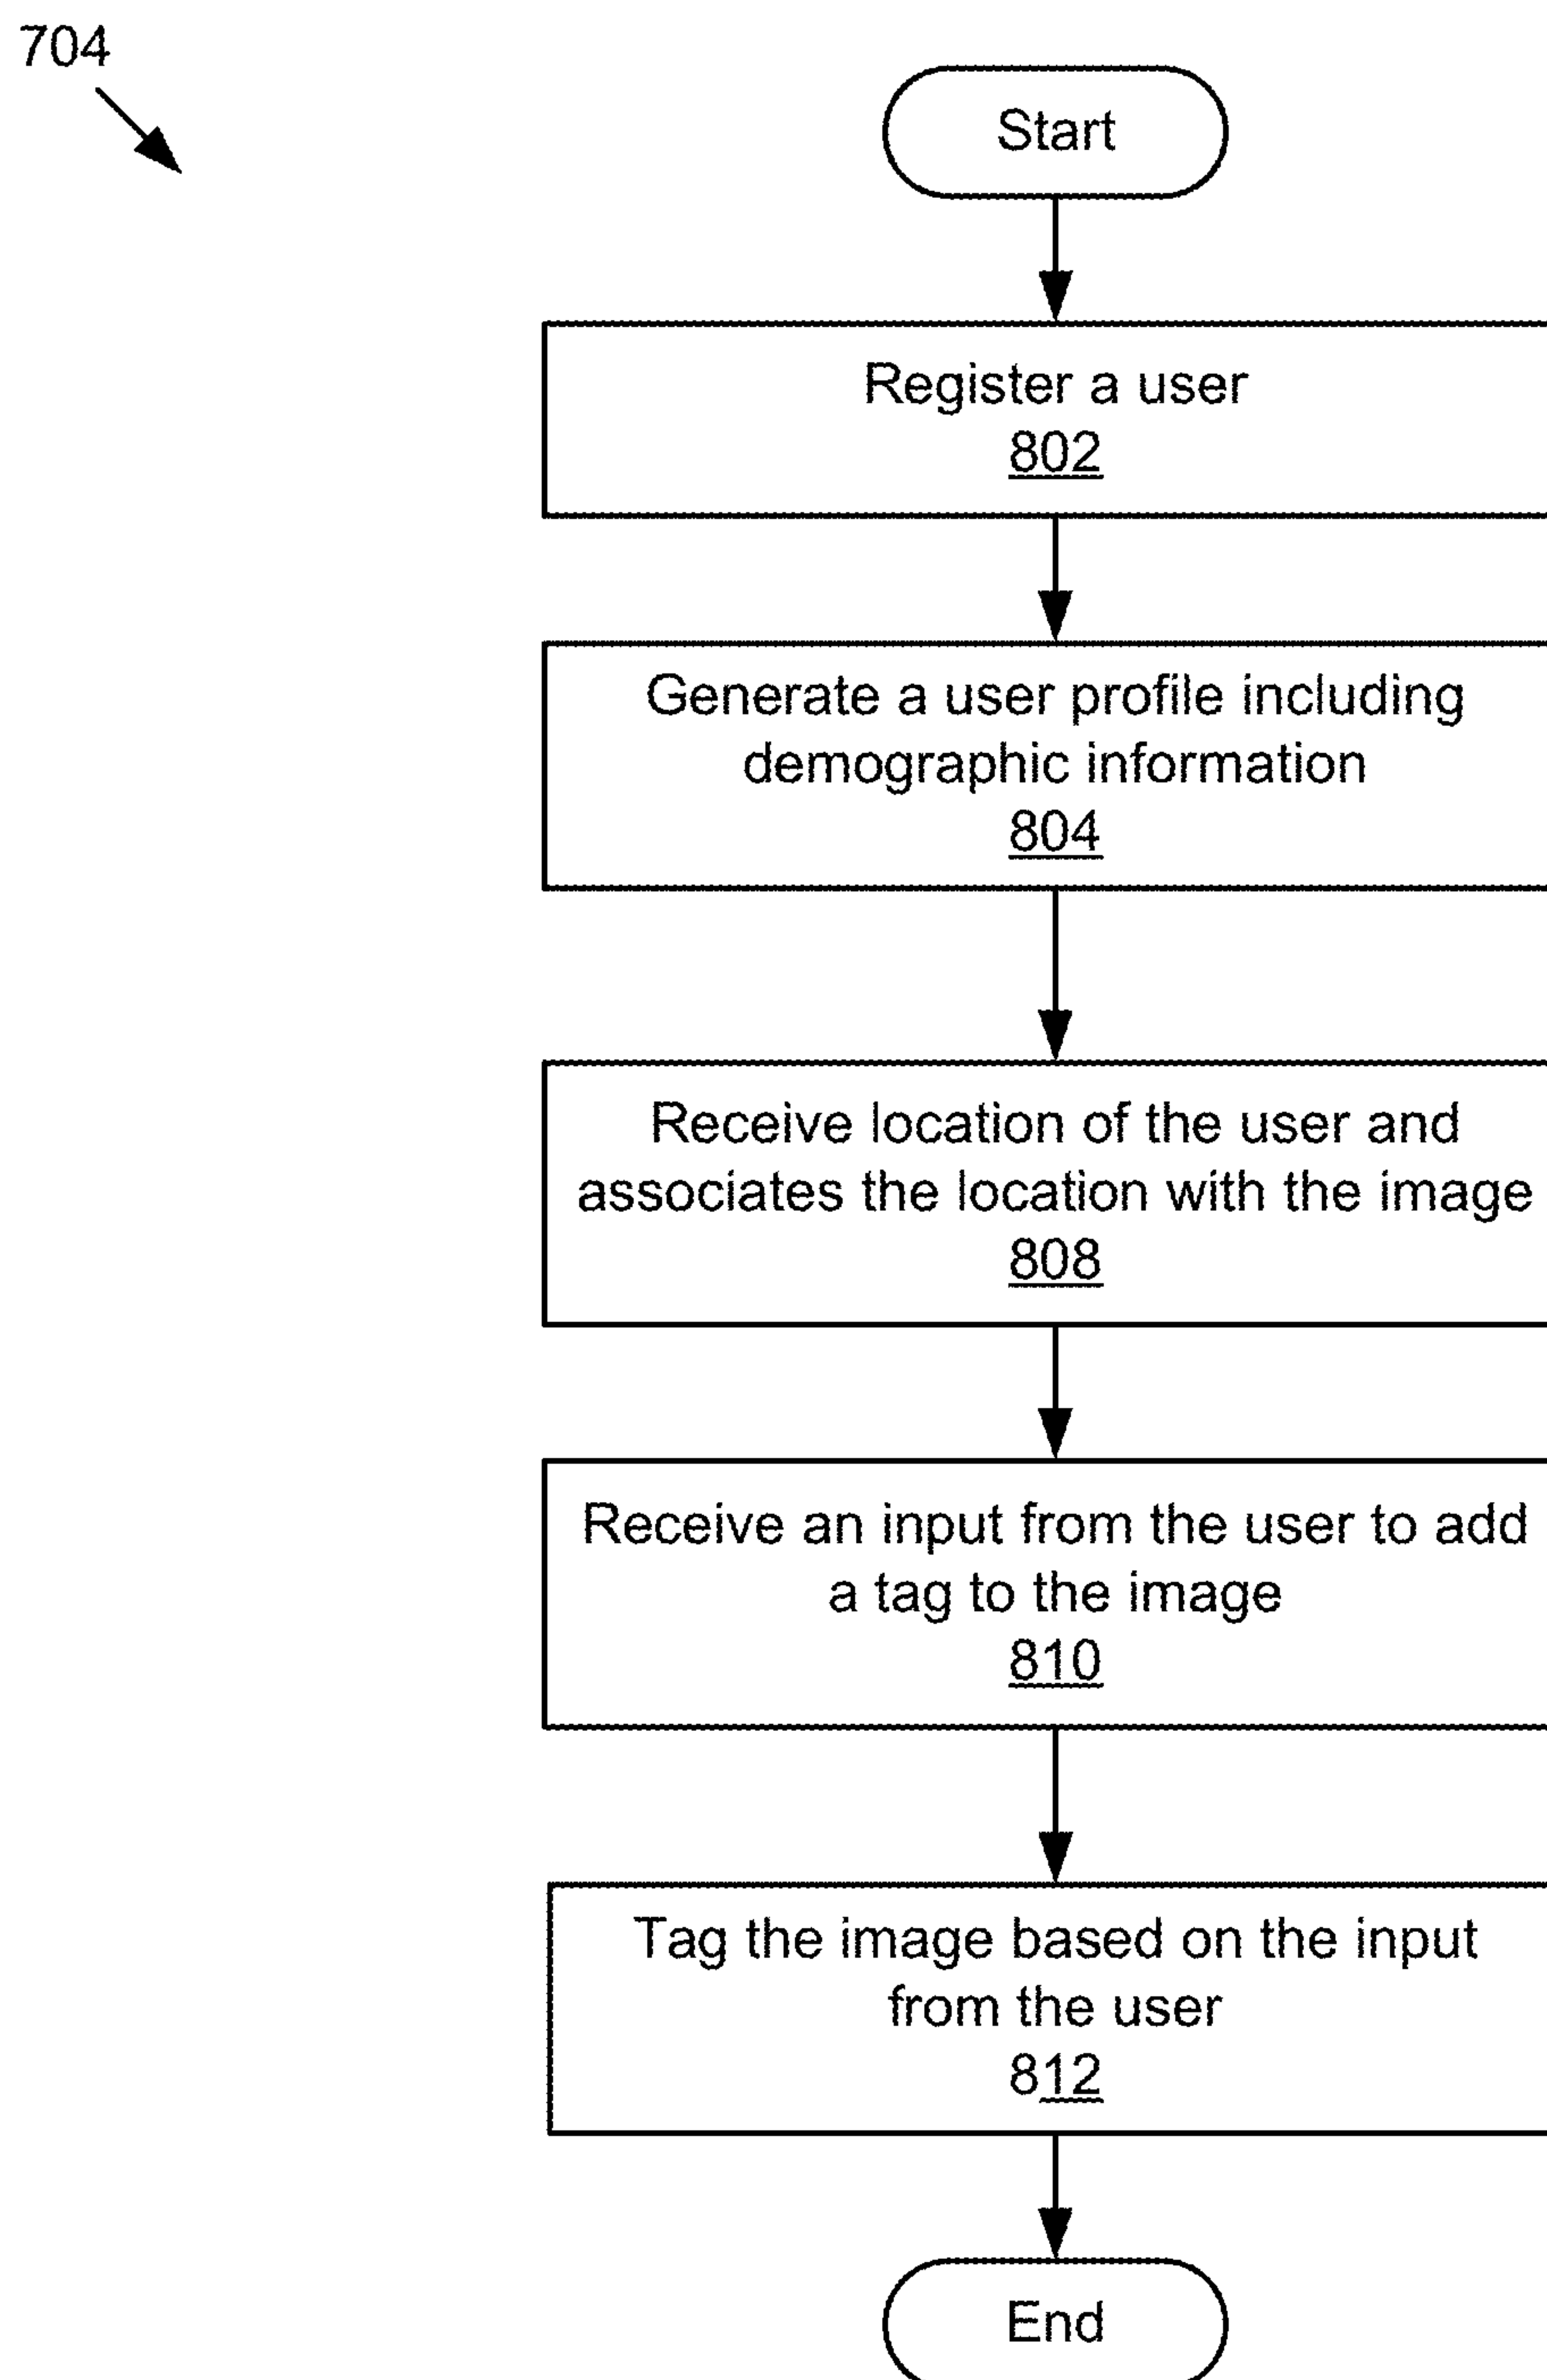 704
Start
Register a user
802
Generate a user profile including
demographic information
804
Receive location of the user and
associates the location with the image
808
Receive an input from the user to add
a tag to the image
810
Tag the image based on the input
from the user
812
End